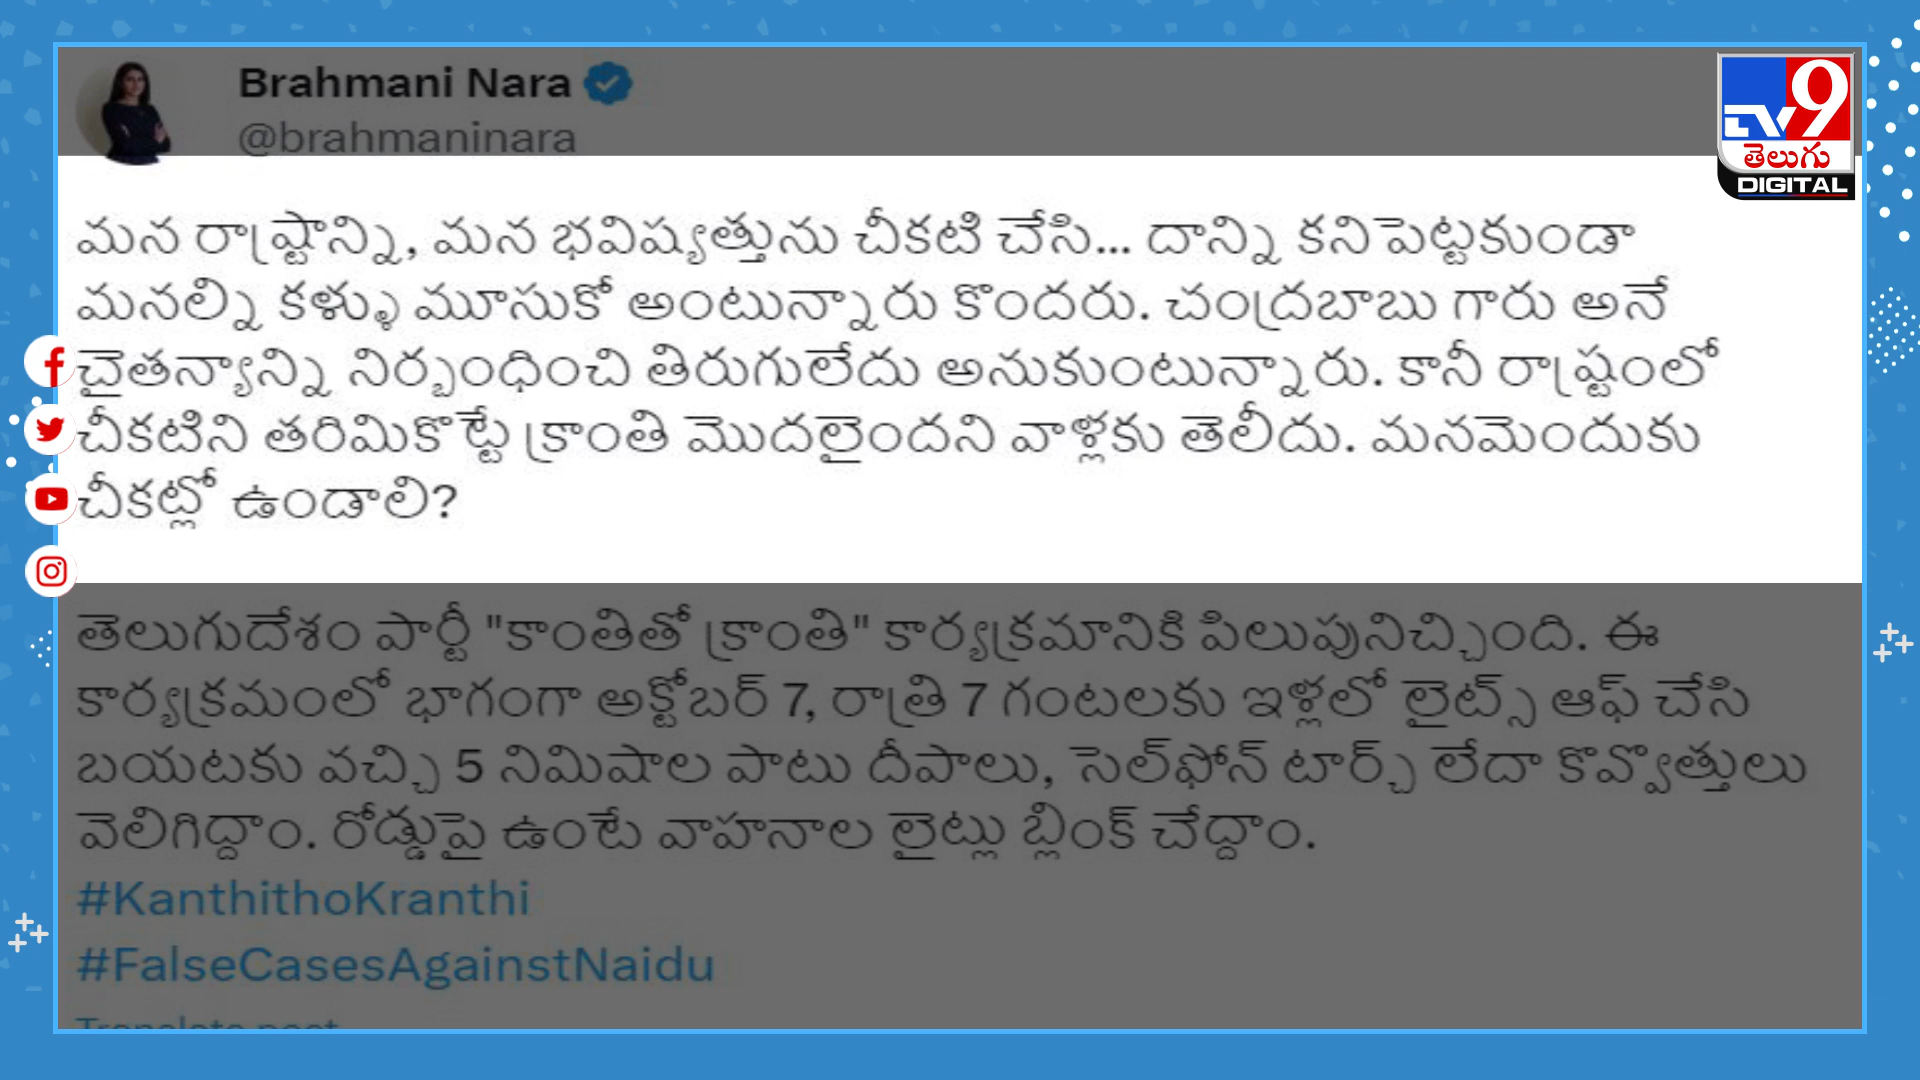 Brahmani Nara
@brahmaninara
TV9
తెలుగు
DIGITAL
మన రాష్ట్రాన్ని, మన భవిష్యత్తును చీకటి చేసి... దాన్ని కనిపెట్టకుండా
మనల్ని కళ్ళు మూసుకో అంటున్నారు కొందరు. చంద్రబాబు గారు అనే
చైతన్యాన్ని నిర్బంధించి తిరుగులేదు అనుకుంటున్నారు. కానీ రాష్ట్రంలో
చీకటిని తరిమికొట్టే క్రాంతి మొదలైందని వాళ్లకు తెలీదు. మనమెందుకు
చీకట్లో ఉండాలి?
తెలుగుదేశం పార్టీ "కాంతితో క్రాంతి" కార్యక్రమానికి పిలుపునిచ్చింది. ఈ
కార్యక్రమంలో భాగంగా అక్టోబర్ 7, రాత్రి 7 గంటలకు ఇళ్లలో లైట్స్ ఆఫ్ చేసి
బయటకు వచ్చి 5 నిమిషాల పాటు దీపాలు, సెల్‌ఫోన్ టార్చ్ లేదా కొవ్వొత్తులు
వెలిగిద్దాం. రోడ్డుపై ఉంటే వాహనాల లైట్లు బ్లింక్ చేద్దాం.
#KanthithoKranthi
#FalseCasesAgainstNaidu
Translate post